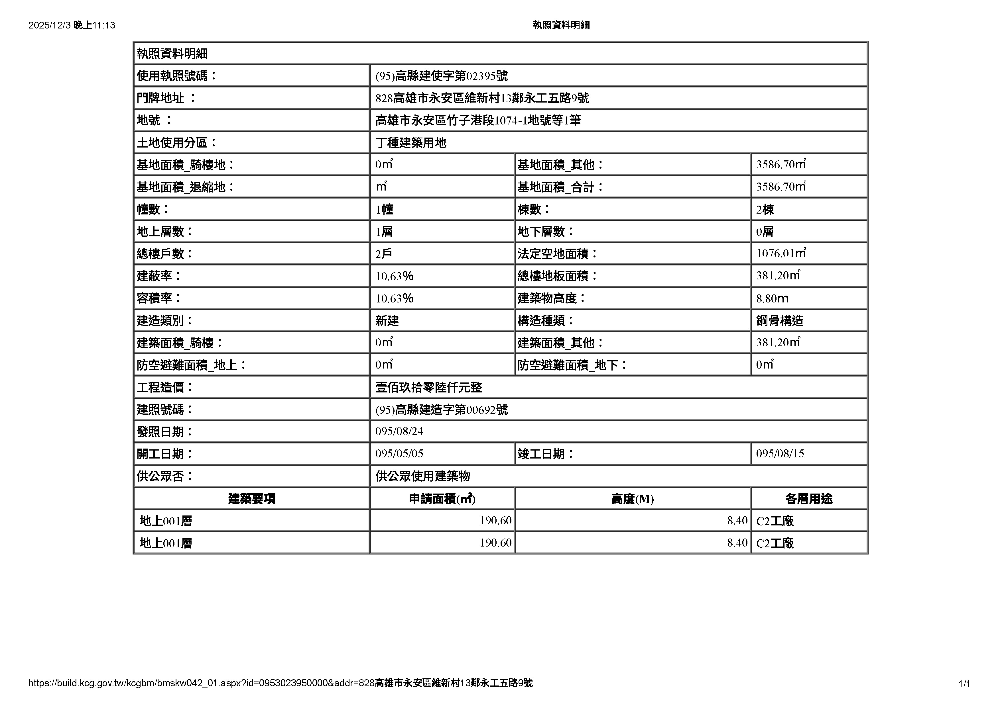 2025/12/3 晚上11:13 執照資料明細
執照資料明細
使用執照號碼： (95)高縣建使字第02395號
門牌地址 ： 828高雄市永安區維新村13鄰永工五路9號
地號 ： 高雄市永安區竹子港段1074-1地號等1筆
土地使用分區： 丁種建築用地
基地面積_騎樓地： 0㎡ 基地面積_其他： 3586.70㎡
基地面積_退縮地： ㎡ 基地面積_合計： 3586.70㎡
幢數： 1幢 棟數： 2棟
地上層數： 1層 地下層數： 0層
總樓戶數： 2戶 法定空地面積： 1076.01㎡
建蔽率： 10.63% 總樓地板面積： 381.20㎡
容積率： 10.63% 建築物高度： 8.80m
建造類別： 新建 構造種類： 鋼骨構造
建築面積_騎樓： 0㎡ 建築面積_其他： 381.20㎡
防空避難面積_地上： 0㎡ 防空避難面積_地下： 0㎡
工程造價： 壹佰玖拾零陸仟元整
建照號碼： (95)高縣建造字第00692號
發照日期： 095/08/24
開工日期： 095/05/05 竣工日期： 095/08/15
供公眾否： 供公眾使用建築物
建築要項 申請面積(㎡) 高度(M) 各層用途
地上001層 190.60 8.40 C2工廠
地上001層 190.60 8.40 C2工廠
https://build.kcg.gov.tw/kcgbm/bmskw042_01.aspx?id=0953023950000&addr=828高雄市永安區維新村13鄰永工五路9號 1/1